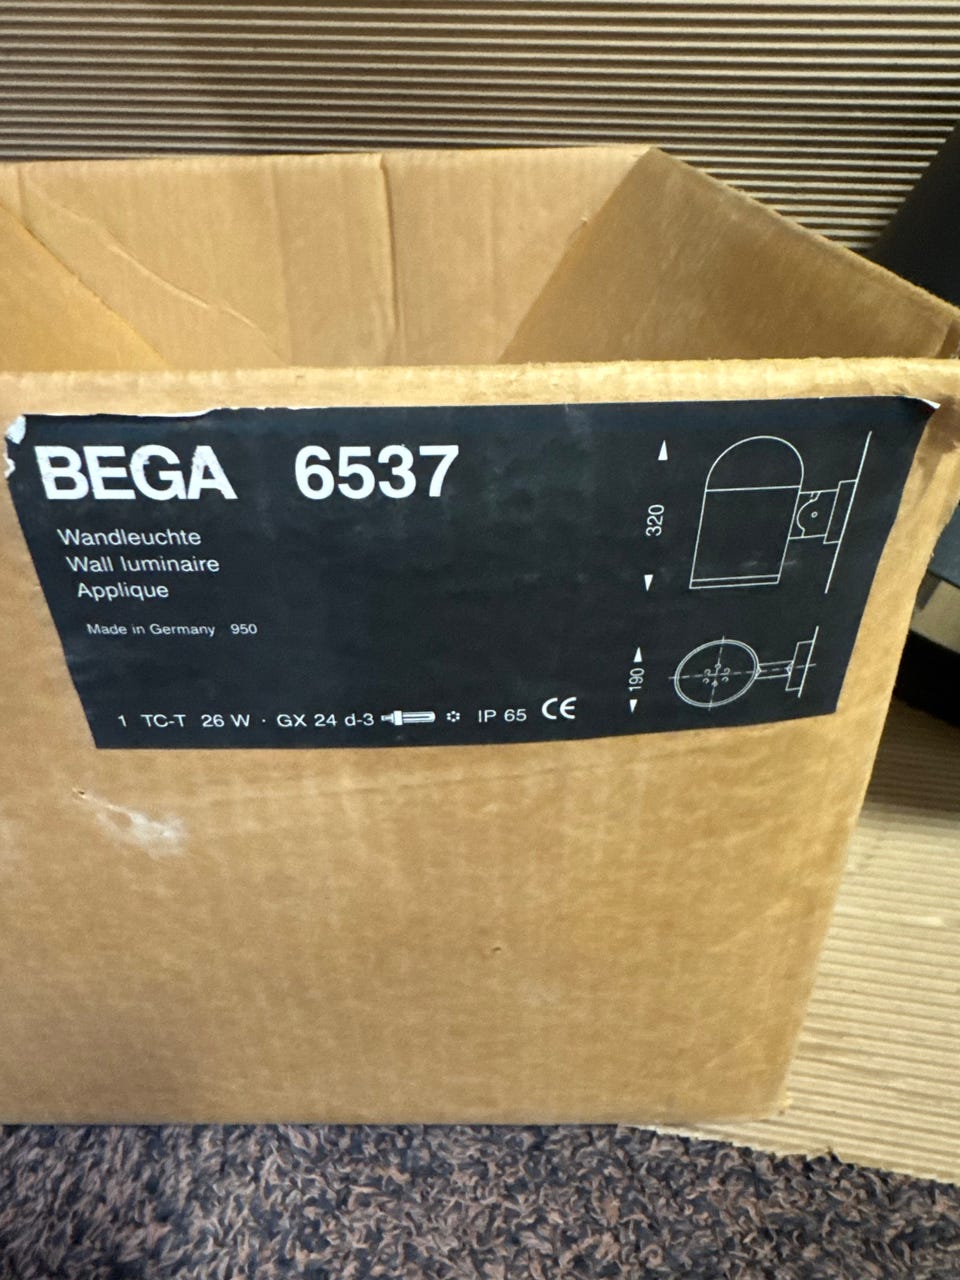 BEGA 6537
Wandleuchte
Wall luminaire
Applique
Made in Germany 950
1 TC-T 26 W · GX 24 d-3 IP 65 CE
320
190